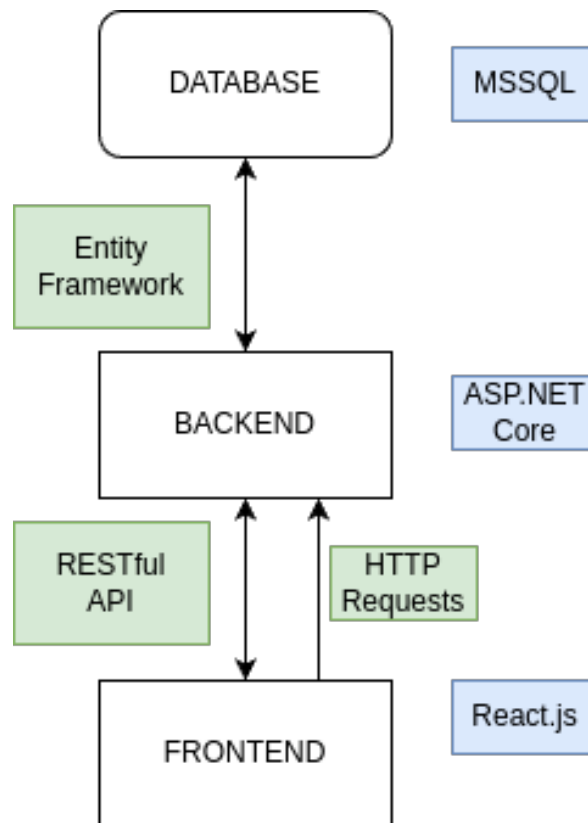 DATABASE
MSSQL
Entity
Framework
BACKEND
ASP.NET
Core
RESTful
API
HTTP
Requests
React.js
FRONTEND